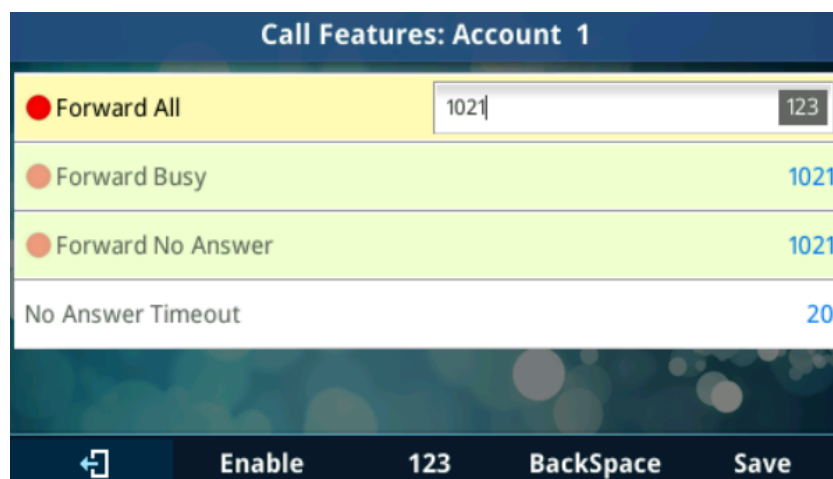 Call Features: Account 1
Forward All 1021 123
Forward Busy 1021
Forward No Answer 1021
No Answer Timeout 20
Enable 123 BackSpace Save